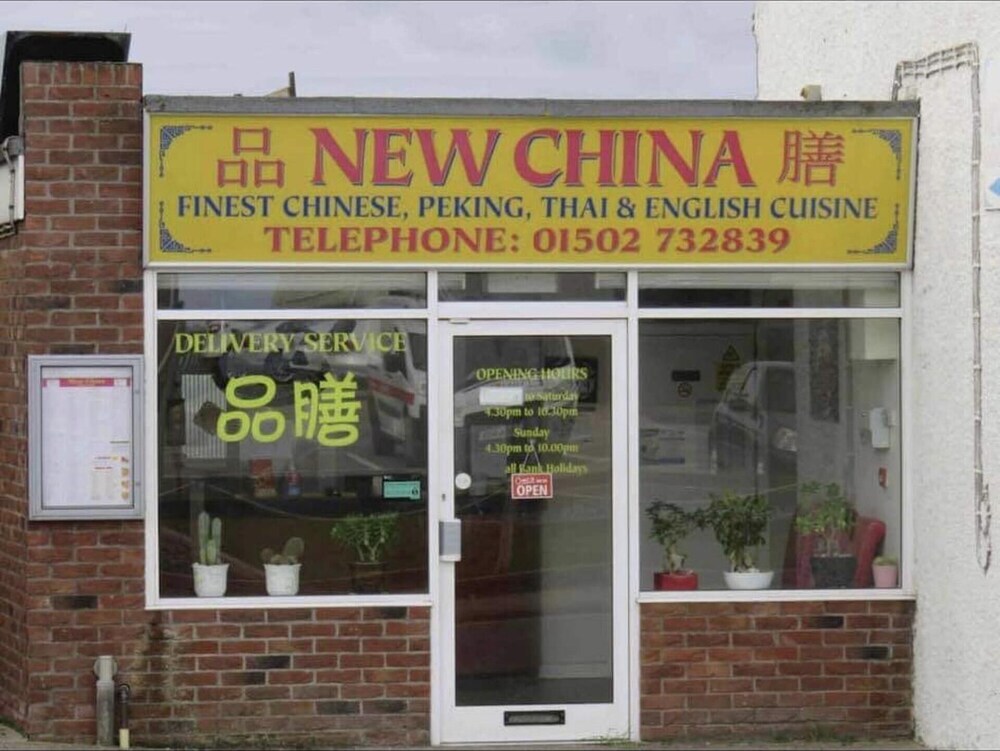 品 NEW CHINA 膳
FINEST CHINESE, PEKING, THAI & ENGLISH CUISINE
TELEPHONE: 01502 732839
DELIVERY SERVICE
品膳
OPENING HOURS
to Saturday
4.30pm to 10.30pm
Sunday
4.30pm to 10.00pm
all Bank Holidays
OPEN